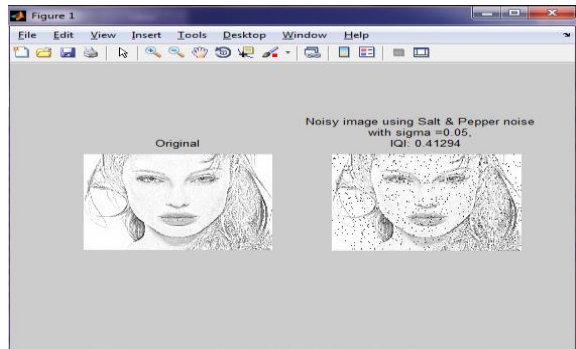 Figure 1
File Edit View Insert Tools Desktop Window Help
Original
Noisy image using Salt & Pepper noise
with sigma =0.05,
IQI: 0.41294